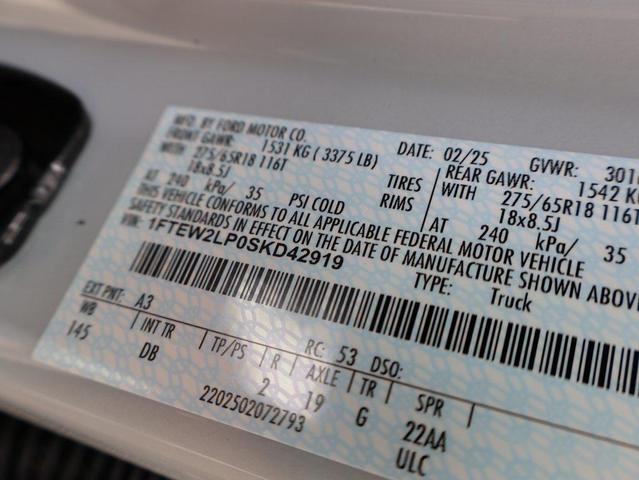 MFD. BY FORD MOTOR CO.
DATE: 02/25 GVWR:
FRONT GAWR: 1531 KG ( 3375 LB) REAR GAWR: 1542 KG
WITH 275/65R18 116T TIRES WITH 275/65R18 116T
18x8.5J RIMS 18x8.5J
AT 240 kPa/ 35 PSI COLD AT 240 kPa/ 35
THIS VEHICLE CONFORMS TO ALL APPLICABLE FEDERAL MOTOR VEHICLE
SAFETY STANDARDS IN EFFECT ON THE DATE OF MANUFACTURE SHOWN ABOVE
VIN: 1FTEW2LP0SKD42919
TYPE: Truck
EXT PNT: A3
RC: 53 DSO:
WB INT TR TP/PS R AXLE TR SPR
145 DB 2 19 G 22AA
2202502072793
ULC